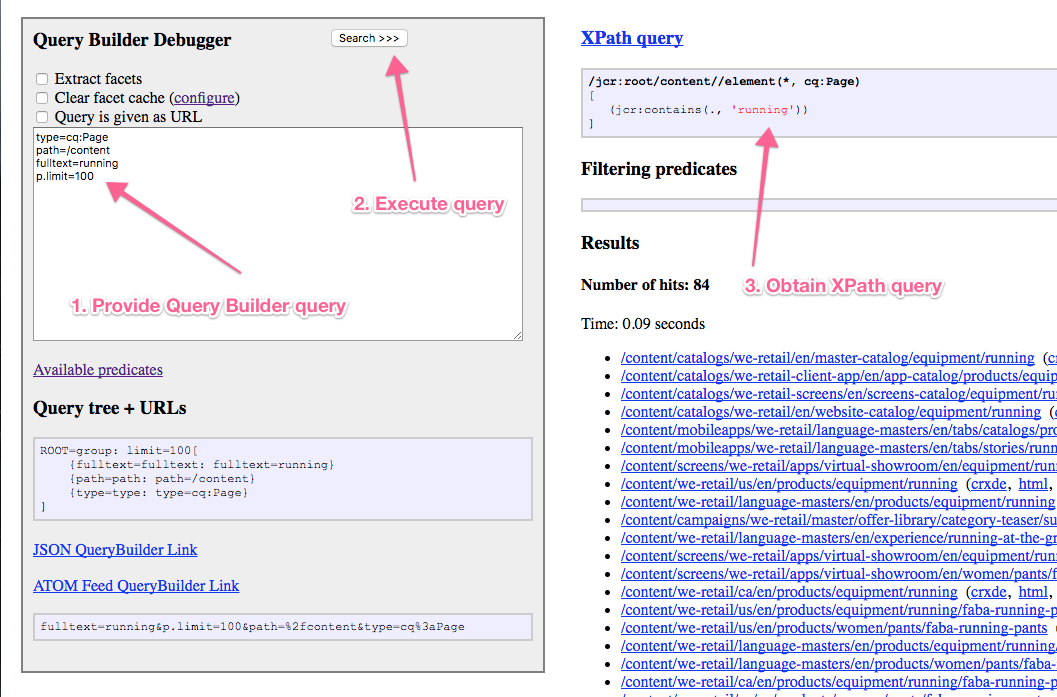 Query Builder Debugger
Search >>>
Extract facets
Clear facet cache (configure)
Query is given as URL
type=cq:Page
path=/content
fulltext=running
p.limit=100
2. Execute query
1. Provide Query Builder query
Available predicates
Query tree + URLs
ROOT=group: limit=100[
{fulltext=fulltext: fulltext=running}
{path=path: path=/content}
{type=type: type=cq:Page}
]
JSON QueryBuilder Link
ATOM Feed QueryBuilder Link
fulltext=running&p.limit=100&path=%2fcontent&type=cq%3aPage
XPath query
/jcr:root/content//element(*, cq:Page)
[
(jcr:contains(., 'running'))
]
Filtering predicates
Results
Number of hits: 84
3. Obtain XPath query
Time: 0.09 seconds
/content/catalogs/we-retail/en/master-catalog/equipment/running (c
/content/catalogs/we-retail-client-app/en/app-catalog/products/equip
/content/catalogs/we-retail-screens/en/screens-catalog/equipment/ru
/content/catalogs/we-retail/en/website-catalog/equipment/running (
/content/mobileapps/we-retail/language-masters/en/tabs/catalogs/pro
/content/mobileapps/we-retail/language-masters/en/tabs/stories/runn
/content/screens/we-retail/apps/virtual-showroom/en/equipment/run
/content/we-retail/us/en/products/equipment/running (crxde, html,
/content/we-retail/language-masters/en/products/equipment/running
/content/campaigns/we-retail/master/offer-library/category-teaser/su
/content/we-retail/language-masters/en/experience/running-at-the-gr
/content/screens/we-retail/apps/virtual-showroom/en/equipment/run
/content/screens/we-retail/apps/virtual-showroom/en/women/pants/f
/content/we-retail/ca/en/products/equipment/running (crxde, html,
/content/we-retail/us/en/products/equipment/running/faba-running-p
/content/we-retail/us/en/products/women/pants/faba-running-pants (
/content/we-retail/language-masters/en/products/equipment/running/
/content/we-retail/language-masters/en/products/women/pants/faba-
/content/we-retail/ca/en/products/equipment/running/faba-running-p